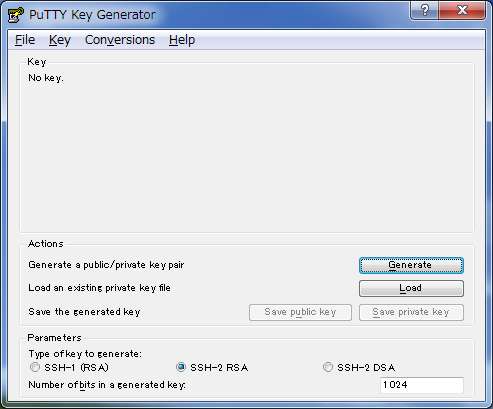 PuTTY Key Generator
File Key Conversions Help
Key
No key.
Actions
Generate a public/private key pair
Generate
Load an existing private key file
Load
Save the generated key
Save public key
Save private key
Parameters
Type of key to generate:
SSH-1 (RSA)
SSH-2 RSA
SSH-2 DSA
Number of bits in a generated key:
1024